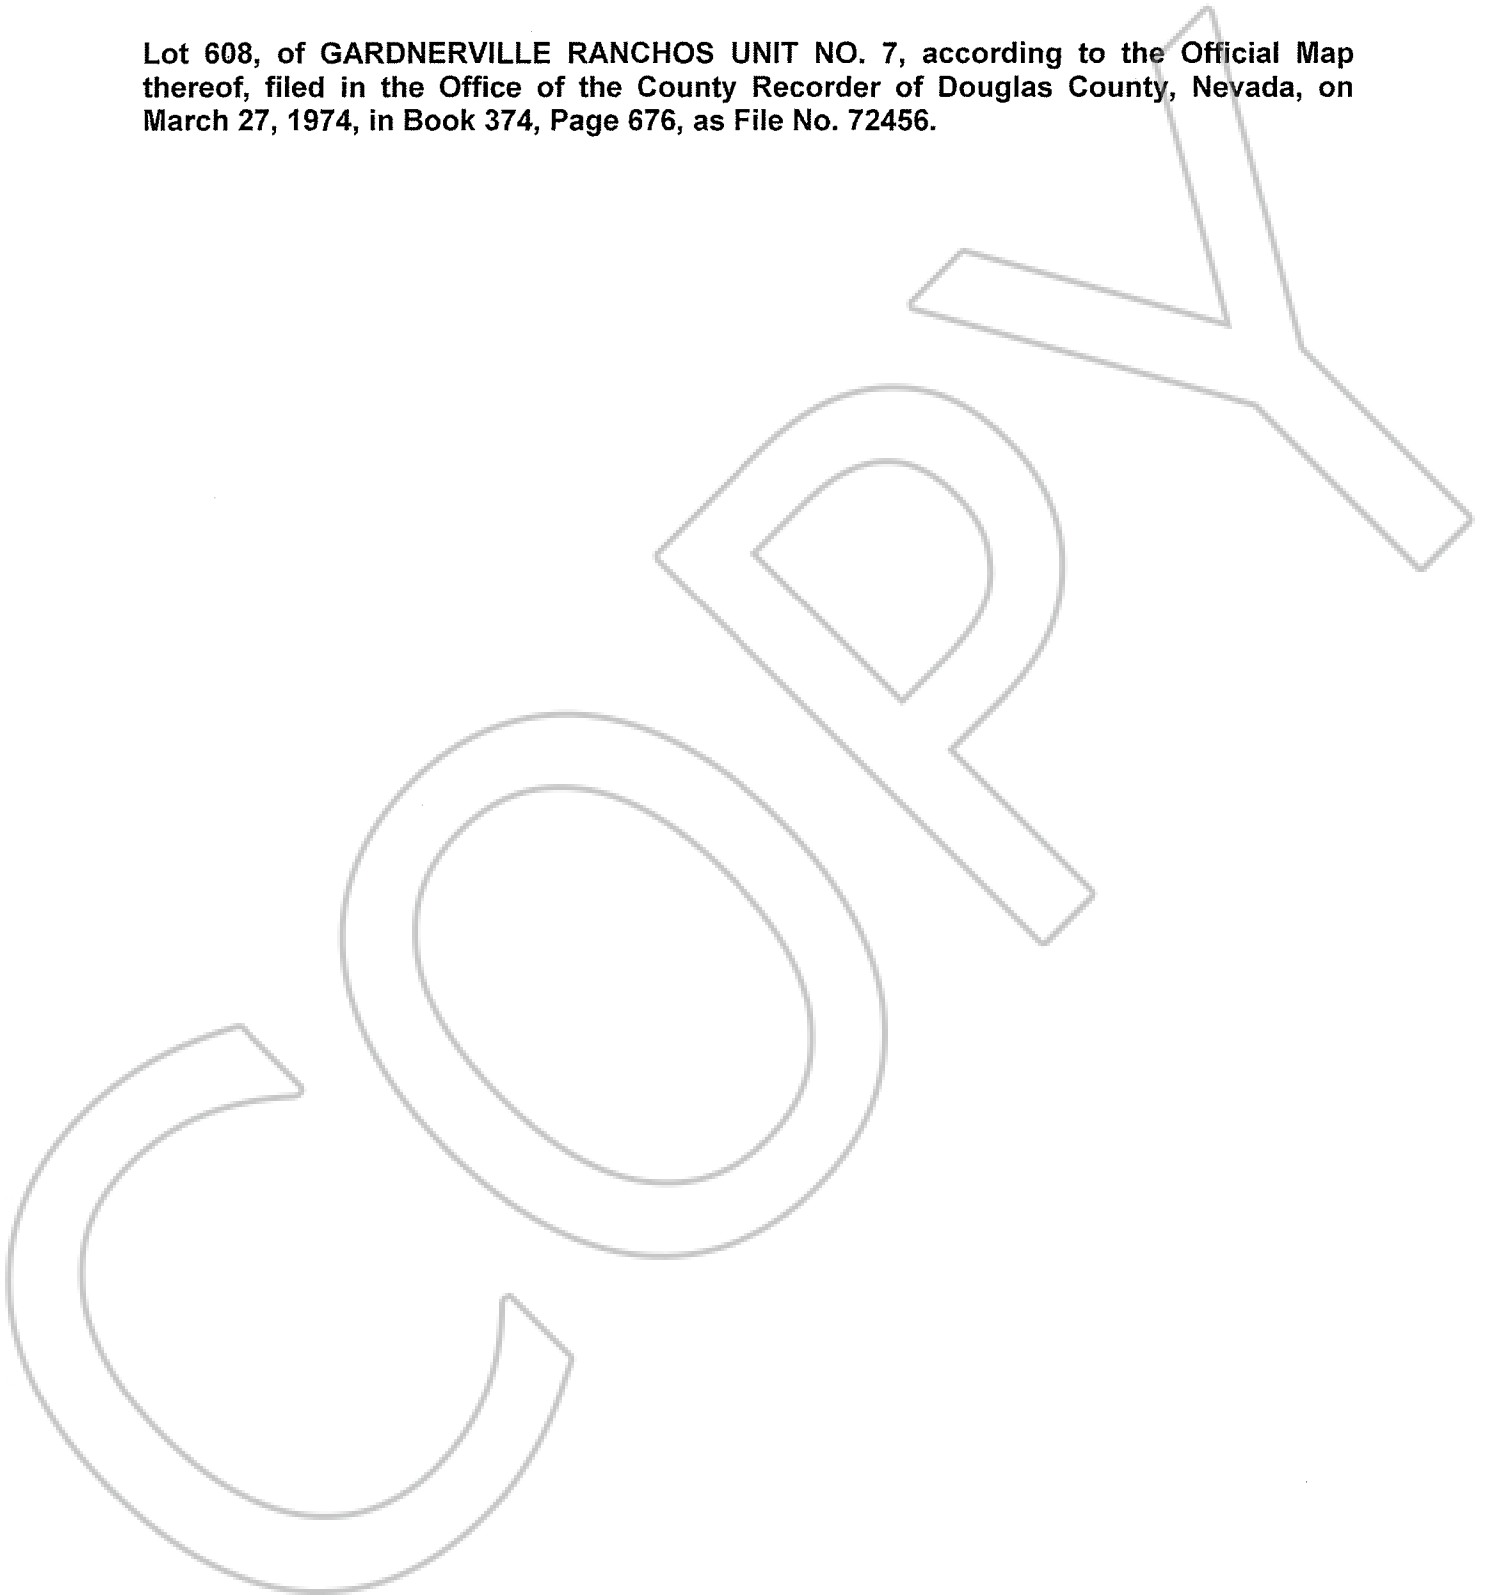 Lot 608, of GARDNERVILLE RANCHOS UNIT NO. 7, according to the Official Map
thereof, filed in the Office of the County Recorder of Douglas County, Nevada, on
March 27, 1974, in Book 374, Page 676, as File No. 72456.
COPY